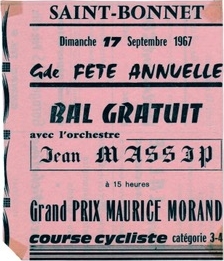 SAINT-BONNET
Dimanche 17 Septembre 1967
Gde FETE ANNUELLE
BAL GRATUIT
avec l'orchestre
Jean MASSIP
à 15 heures
Grand PRIX MAURICE MORAND
course cycliste catégorie 3-4